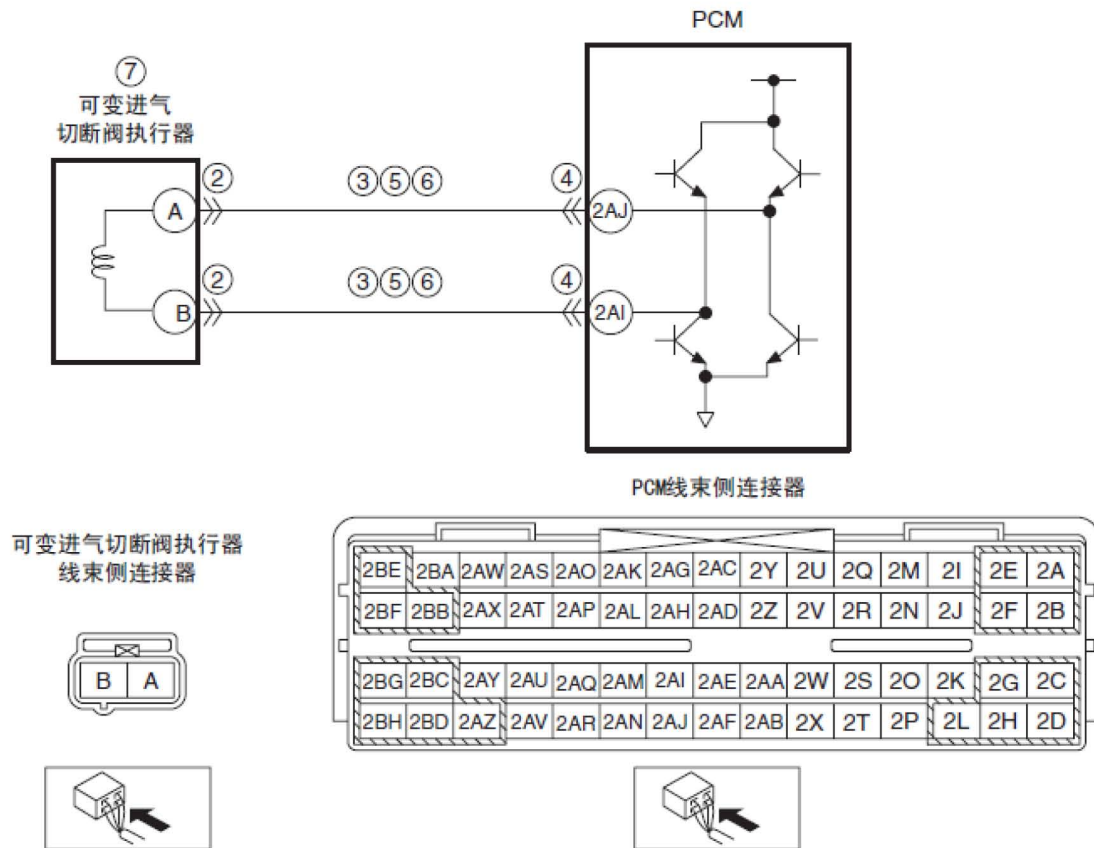 PCM
⑦
可变进气
切断阀执行器
A
②
③⑤⑥
④
2AJ
B
②
③⑤⑥
④
2AI
PCM线束侧连接器
可变进气切断阀执行器
线束侧连接器
B A
2BE 2BA 2AW 2AS 2AO 2AK 2AG 2AC 2Y 2U 2Q 2M 2I 2E 2A
2BF 2BB 2AX 2AT 2AP 2AL 2AH 2AD 2Z 2V 2R 2N 2J 2F 2B
2BG 2BC 2AY 2AU 2AQ 2AM 2AI 2AE 2AA 2W 2S 2O 2K 2G 2C
2BH 2BD 2AZ 2AV 2AR 2AN 2AJ 2AF 2AB 2X 2T 2P 2L 2H 2D